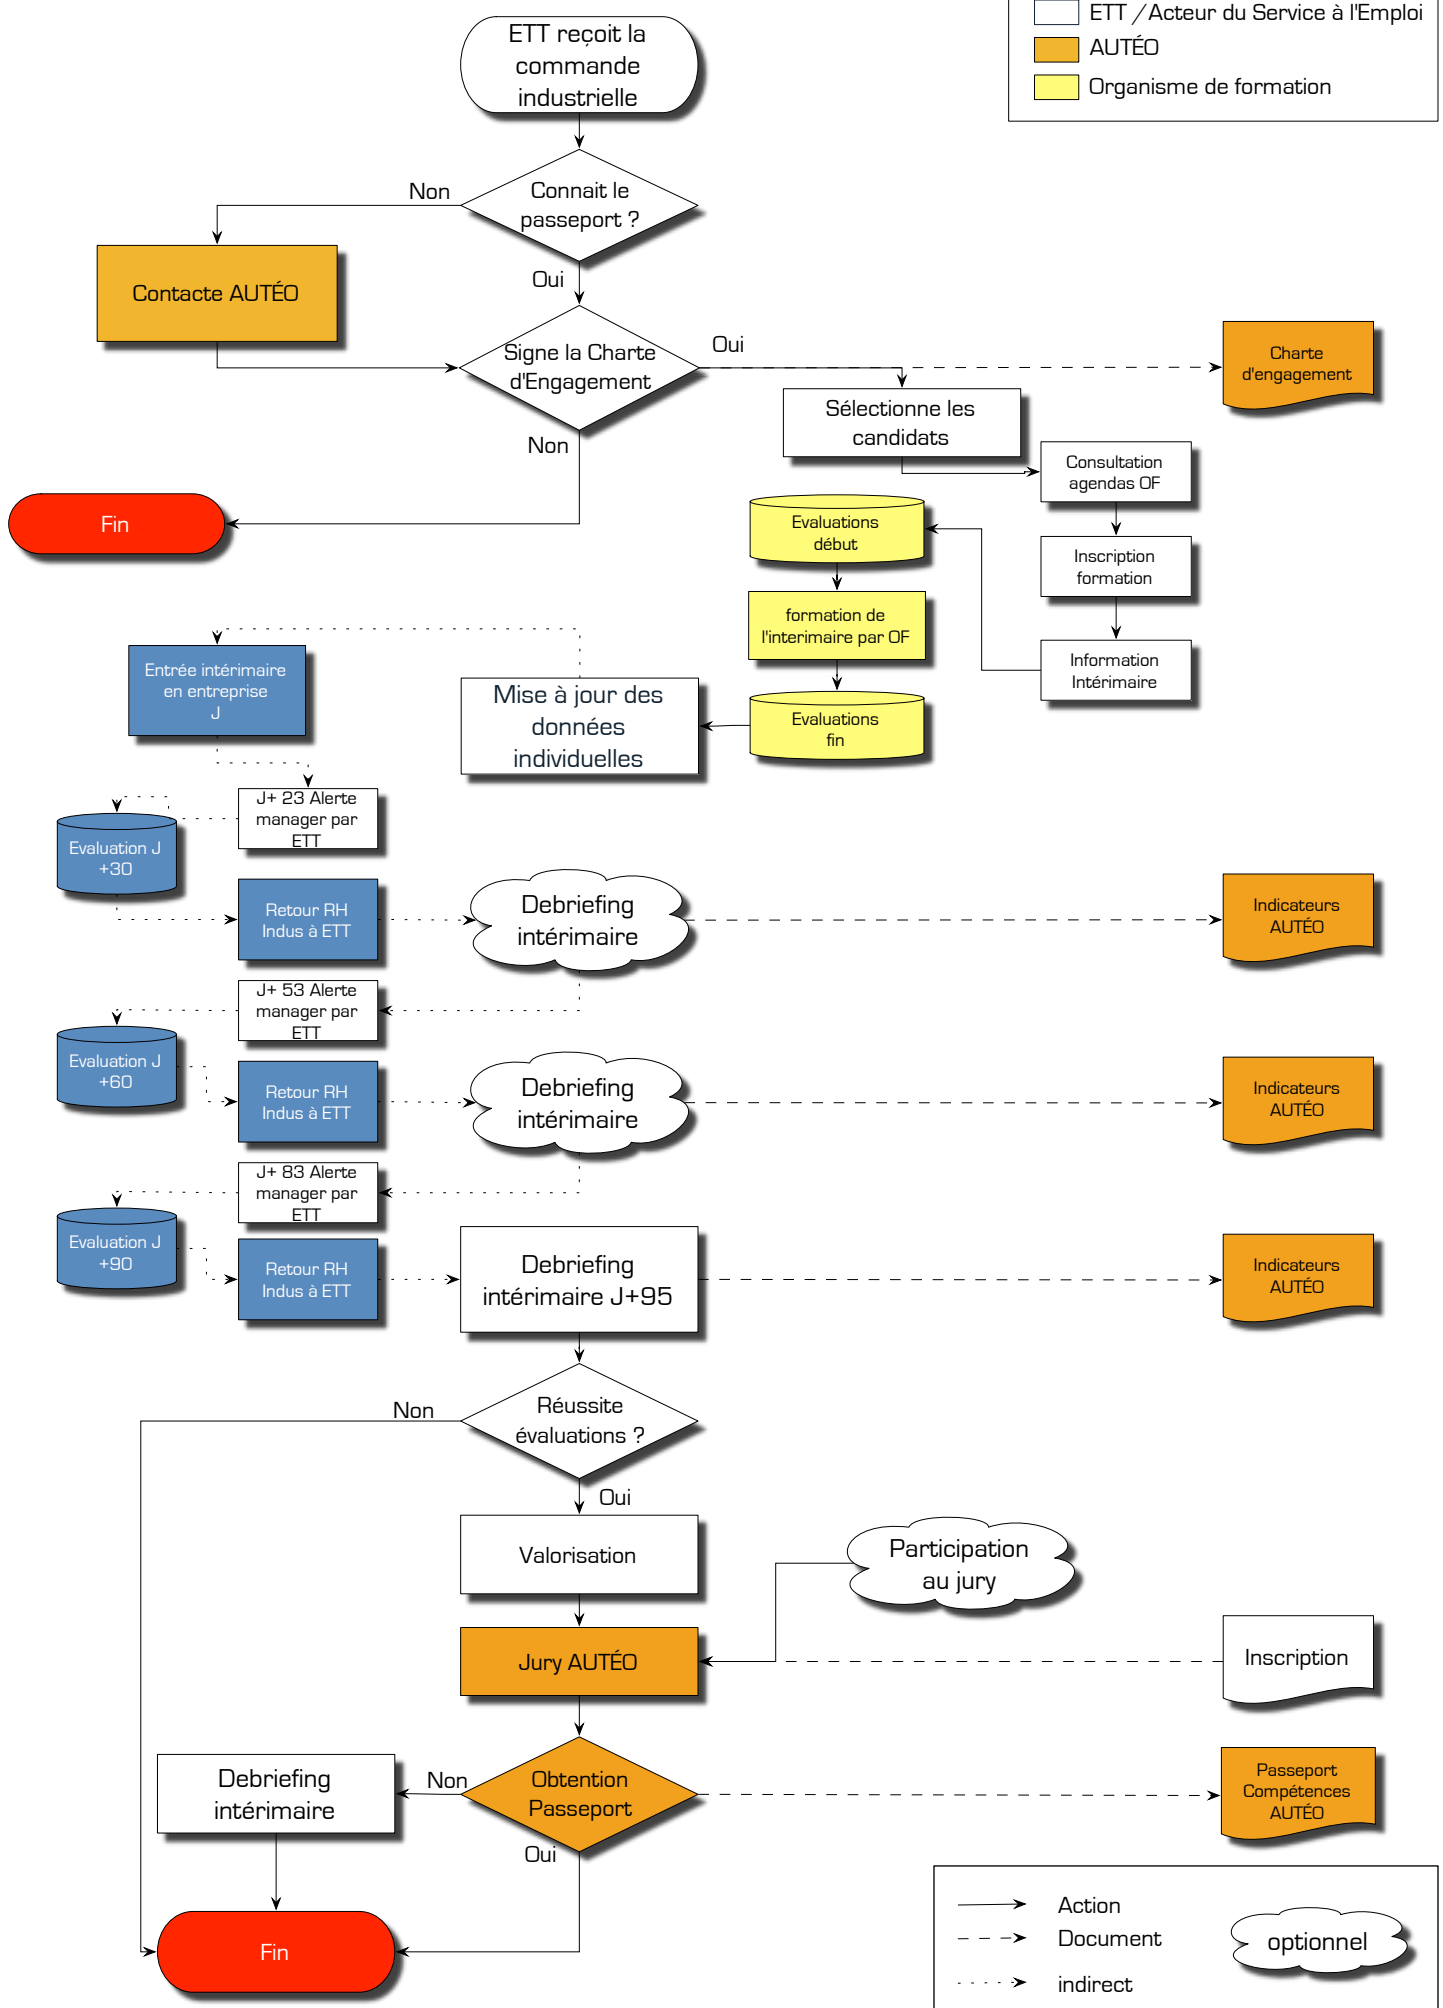 ETT / Acteur du Service à l'Emploi
AUTÉO
Organisme de formation
ETT reçoit la
commande
industrielle
Connait le
passeport ?
Non
Oui
Contacte AUTÉO
Signe la Charte
d'Engagement
Oui
Non
Charte
d'engagement
Sélectionne les
candidats
Consultation
agendas OF
Inscription
formation
Information
Intérimaire
Fin
Evaluations
début
formation de
l'interimaire par OF
Evaluations
fin
Mise à jour des
données
individuelles
Entrée intérimaire
en entreprise
J
J+ 23 Alerte
manager par
ETT
Evaluation J
+30
Retour RH
Indus à ETT
Debriefing
intérimaire
Indicateurs
AUTÉO
J+ 53 Alerte
manager par
ETT
Evaluation J
+60
Retour RH
Indus à ETT
Debriefing
intérimaire
Indicateurs
AUTÉO
J+ 83 Alerte
manager par
ETT
Evaluation J
+90
Retour RH
Indus à ETT
Debriefing
intérimaire J+95
Indicateurs
AUTÉO
Réussite
évaluations ?
Non
Oui
Valorisation
Participation
au jury
Jury AUTÉO
Inscription
Obtention
Passeport
Non
Oui
Debriefing
intérimaire
Passeport
Compétences
AUTÉO
Fin
Action
Document
indirect
optionnel